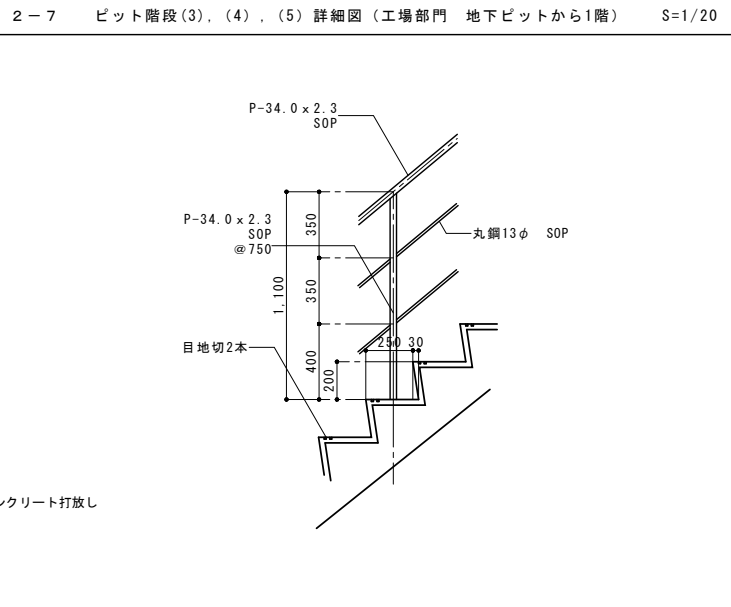 2－7　ピット階段(3)，(4)，(5)詳細図（工場部門　地下ピットから1階）　S=1/20
P-34.0×2.3
SOP
P-34.0×2.3
SOP
@750
丸鋼13φ　SOP
350
350
1,100
400
200
250 30
目地切2本
ンクリート打放し